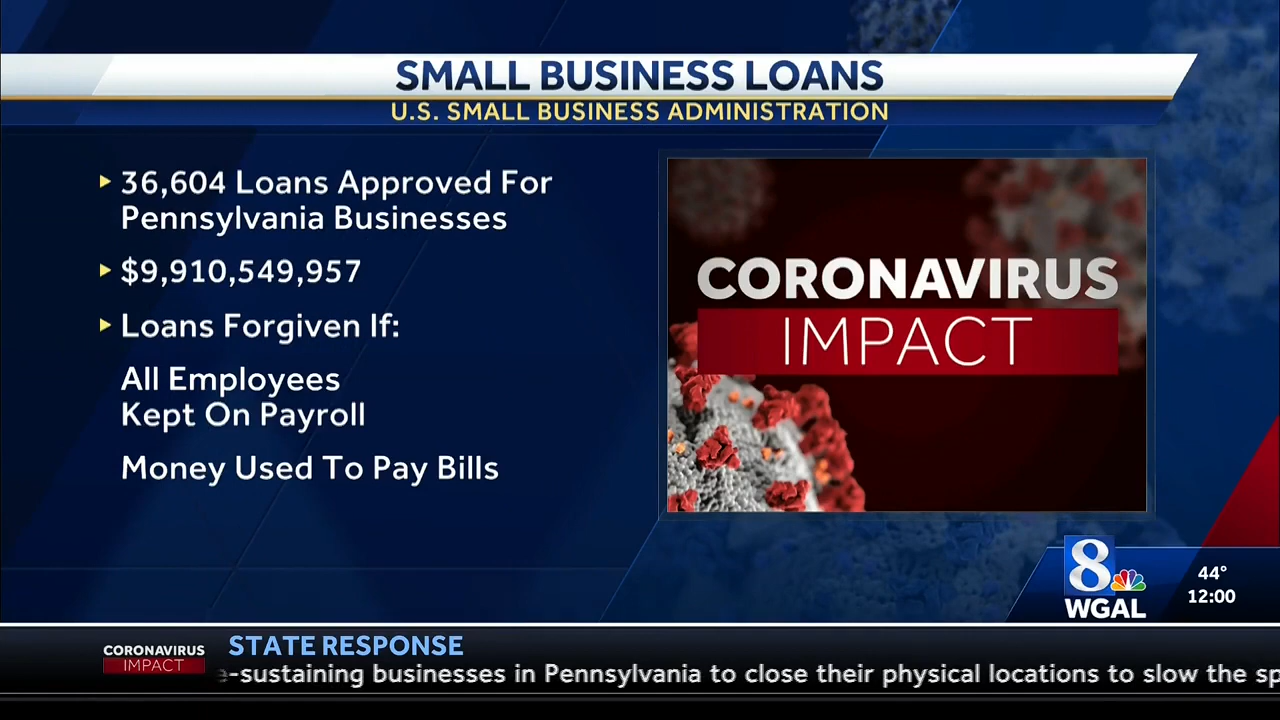 SMALL BUSINESS LOANS
U.S. SMALL BUSINESS ADMINISTRATION
36,604 Loans Approved For
Pennsylvania Businesses
$9,910,549,957
Loans Forgiven If:
All Employees
Kept On Payroll
Money Used To Pay Bills
CORONAVIRUS
IMPACT
8
WGAL
44°
12:00
CORONAVIRUS
IMPACT
STATE RESPONSE
-sustaining businesses in Pennsylvania to close their physical locations to slow the sp